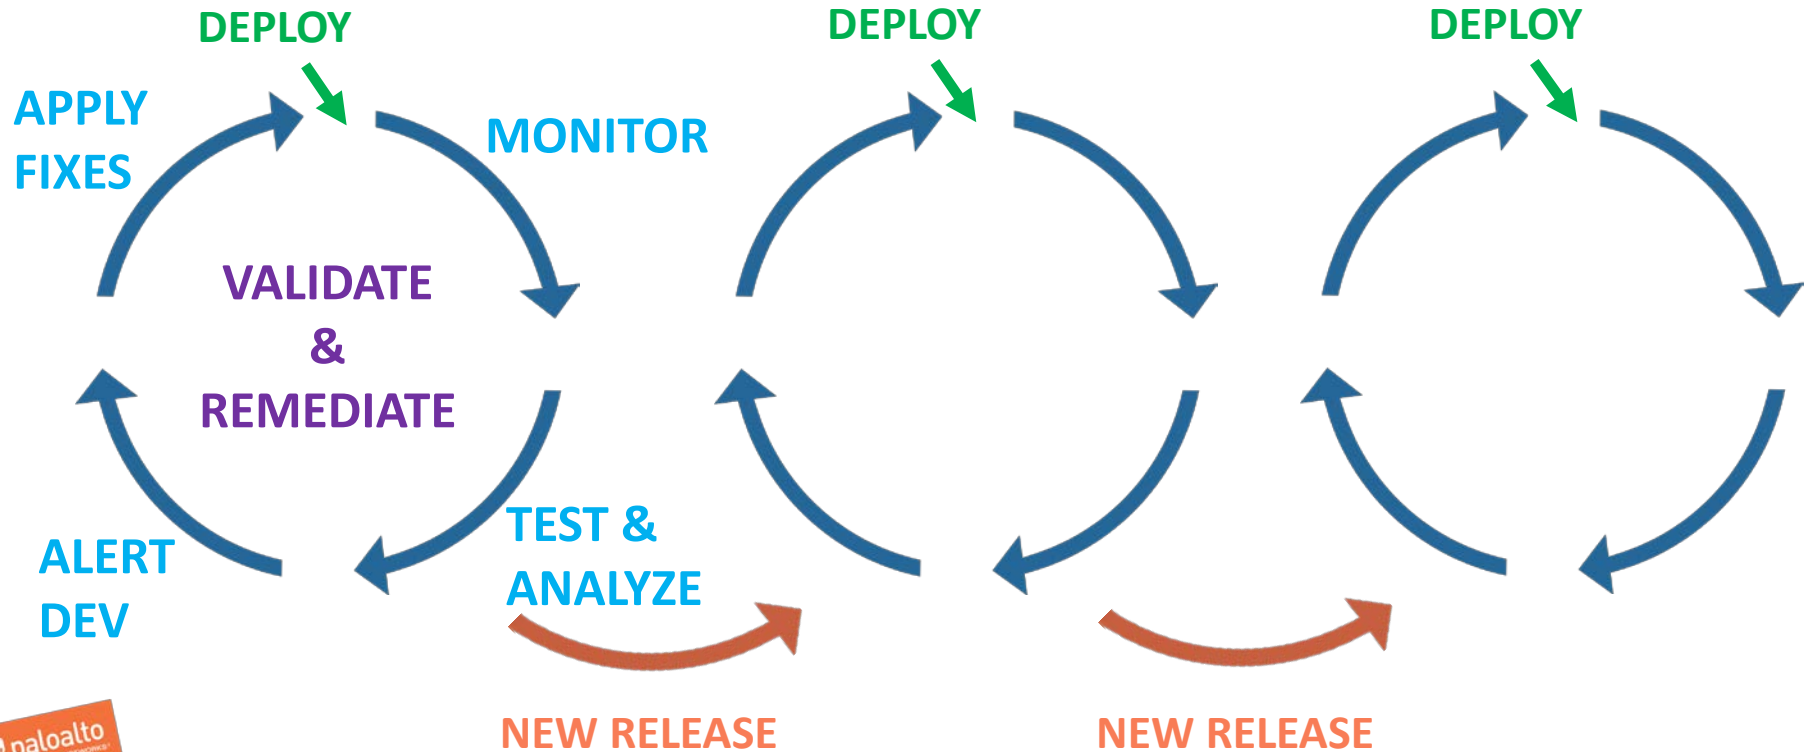 DEPLOY
DEPLOY
DEPLOY
APPLY
FIXES
MONITOR
VALIDATE
&
REMEDIATE
TEST &
ANALYZE
ALERT
DEV
NEW RELEASE
NEW RELEASE
paloalto